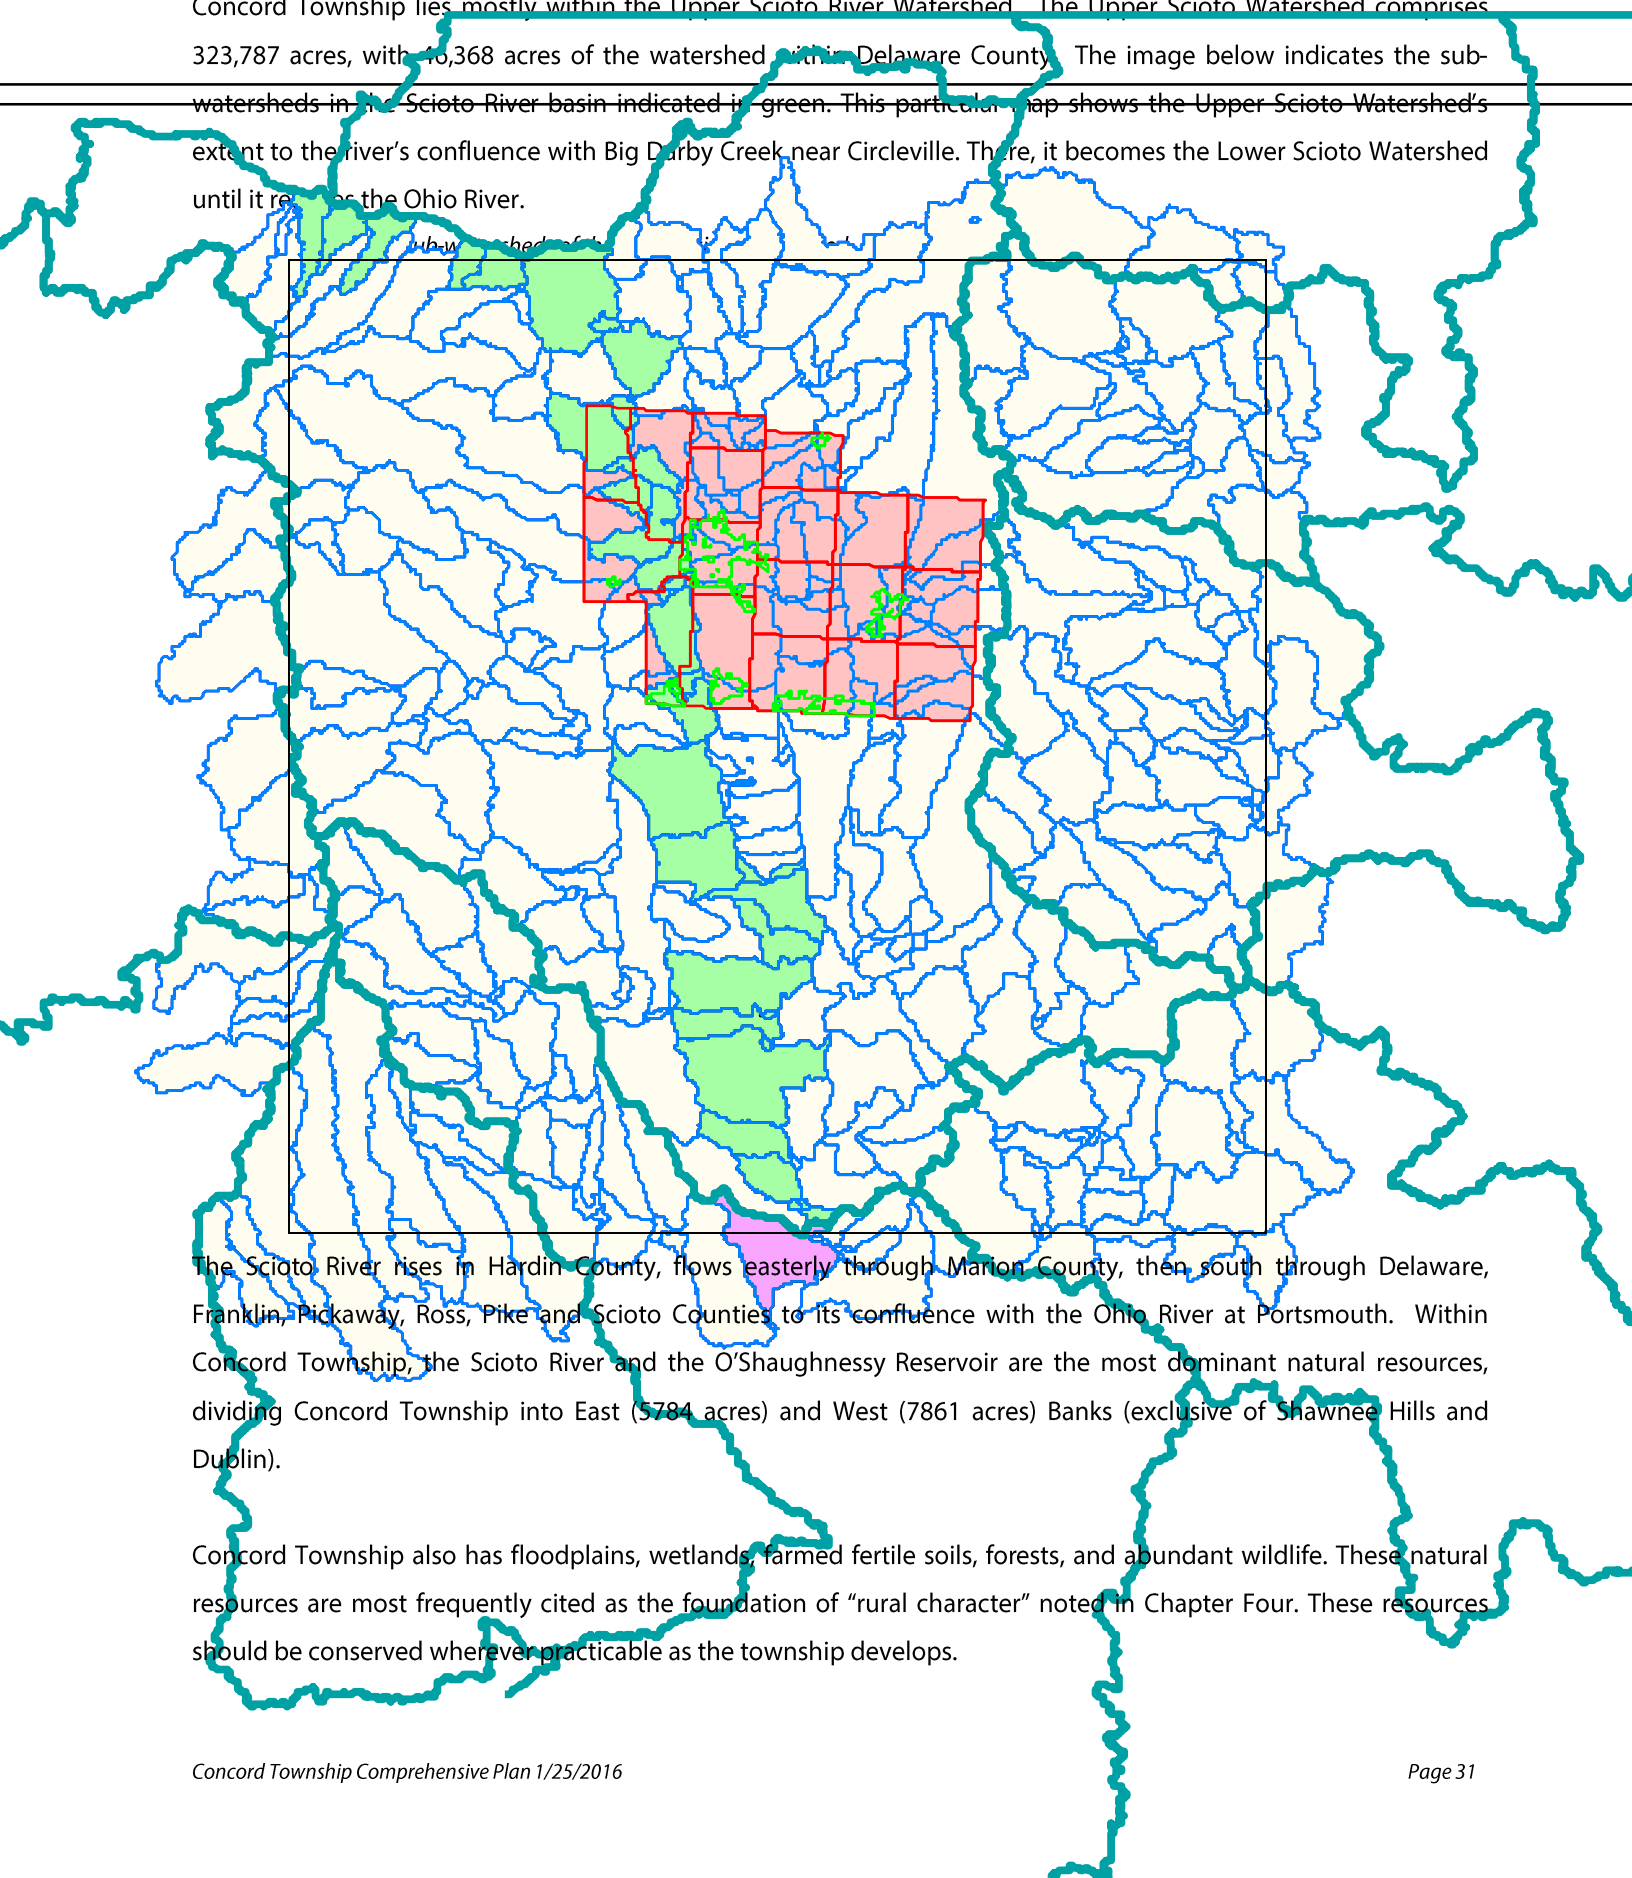 Concord Township lies mostly within the Upper Scioto River Watershed. The Upper Scioto Watershed comprises
323,787 acres, with 46,368 acres of the watershed within Delaware County. The image below indicates the sub-
watersheds in the Scioto River basin indicated in green. This particular map shows the Upper Scioto Watershed's
extent to the river's confluence with Big Darby Creek near Circleville. There, it becomes the Lower Scioto Watershed
until it reaches the Ohio River.
The Scioto River rises in Hardin County, flows easterly through Marion County, then south through Delaware,
Franklin, Pickaway, Ross, Pike and Scioto Counties to its confluence with the Ohio River at Portsmouth. Within
Concord Township, the Scioto River and the O'Shaughnessy Reservoir are the most dominant natural resources,
dividing Concord Township into East (5784 acres) and West (7861 acres) Banks (exclusive of Shawnee Hills and
Dublin).
Concord Township also has floodplains, wetlands, farmed fertile soils, forests, and abundant wildlife. These natural
resources are most frequently cited as the foundation of “rural character” noted in Chapter Four. These resources
should be conserved wherever practicable as the township develops.
Concord Township Comprehensive Plan 1/25/2016
Page 31